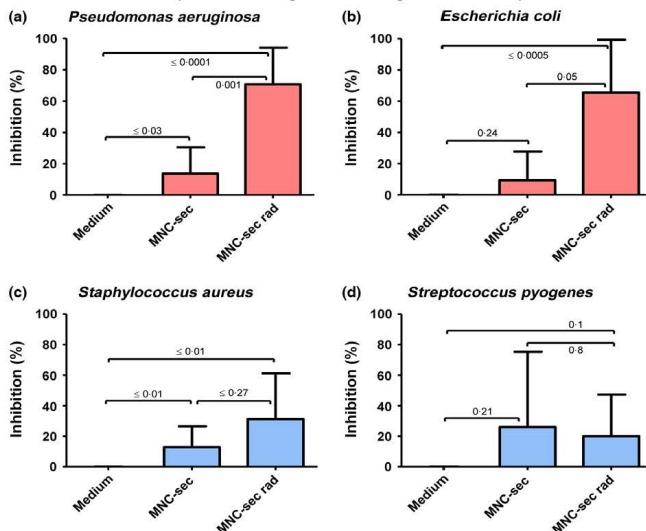 (a) Pseudomonas aeruginosa
Inhibition (%)
100
80
60
40
20
0
≤ 0·0001
0·001
≤ 0·03
Medium
MNC-sec
MNC-sec rad
(b) Escherichia coli
Inhibition (%)
100
80
60
40
20
0
≤ 0·0005
0·05
0·24
Medium
MNC-sec
MNC-sec rad
(c) Staphylococcus aureus
Inhibition (%)
100
80
60
40
20
0
≤ 0·01
≤ 0·01
≤ 0·27
Medium
MNC-sec
MNC-sec rad
(d) Streptococcus pyogenes
Inhibition (%)
100
80
60
40
20
0
0·1
0·8
0·21
Medium
MNC-sec
MNC-sec rad